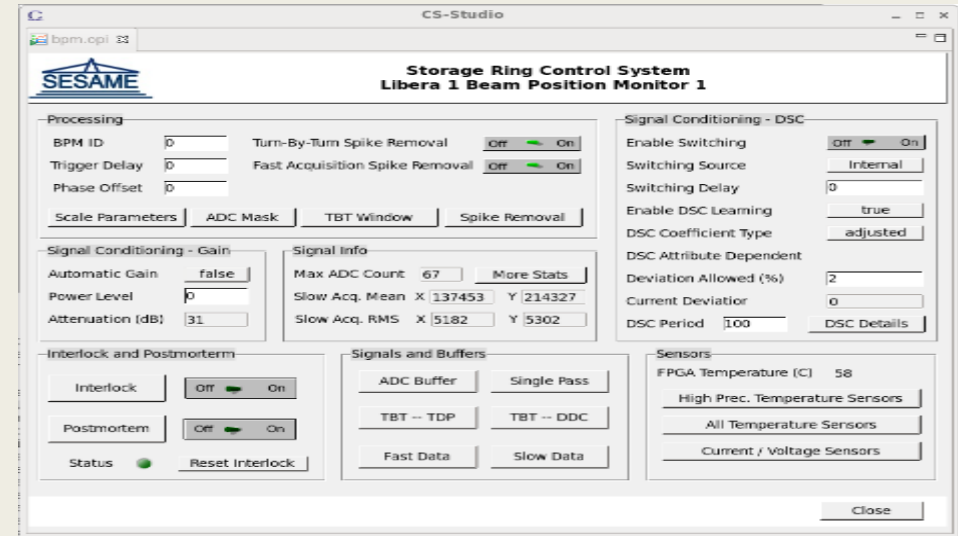 CS-Studio
bpm.opi
SESAME
Storage Ring Control System
Libera 1 Beam Position Monitor 1
Processing
BPM ID 0 Turn-By-Turn Spike Removal Off On
Trigger Delay 0 Fast Acquisition Spike Removal Off On
Phase Offset 0
Scale Parameters ADC Mask TBT Window Spike Removal
Signal Conditioning - DSC
Enable Switching Off On
Switching Source Internal
Switching Delay 0
Enable DSC Learning true
DSC Coefficient Type adjusted
DSC Attribute Dependent
Deviation Allowed (%) 2
Current Deviatior 0
DSC Period 100 DSC Details
Signal Conditioning - Gain
Automatic Gain false
Power Level 0
Attenuation (dB) 31
Signal Info
Max ADC Count 67 More Stats
Slow Acq. Mean X 137453 Y 214327
Slow Acq. RMS X 5182 Y 5302
Interlock and Postmorterm
Interlock Off On
Postmortem Off On
Status Reset Interlock
Signals and Buffers
ADC Buffer Single Pass
TBT -- TDP TBT -- DDC
Fast Data Slow Data
Sensors
FPGA Temperature (C) 58
High Prec. Temperature Sensors
All Temperature Sensors
Current / Voltage Sensors
Close